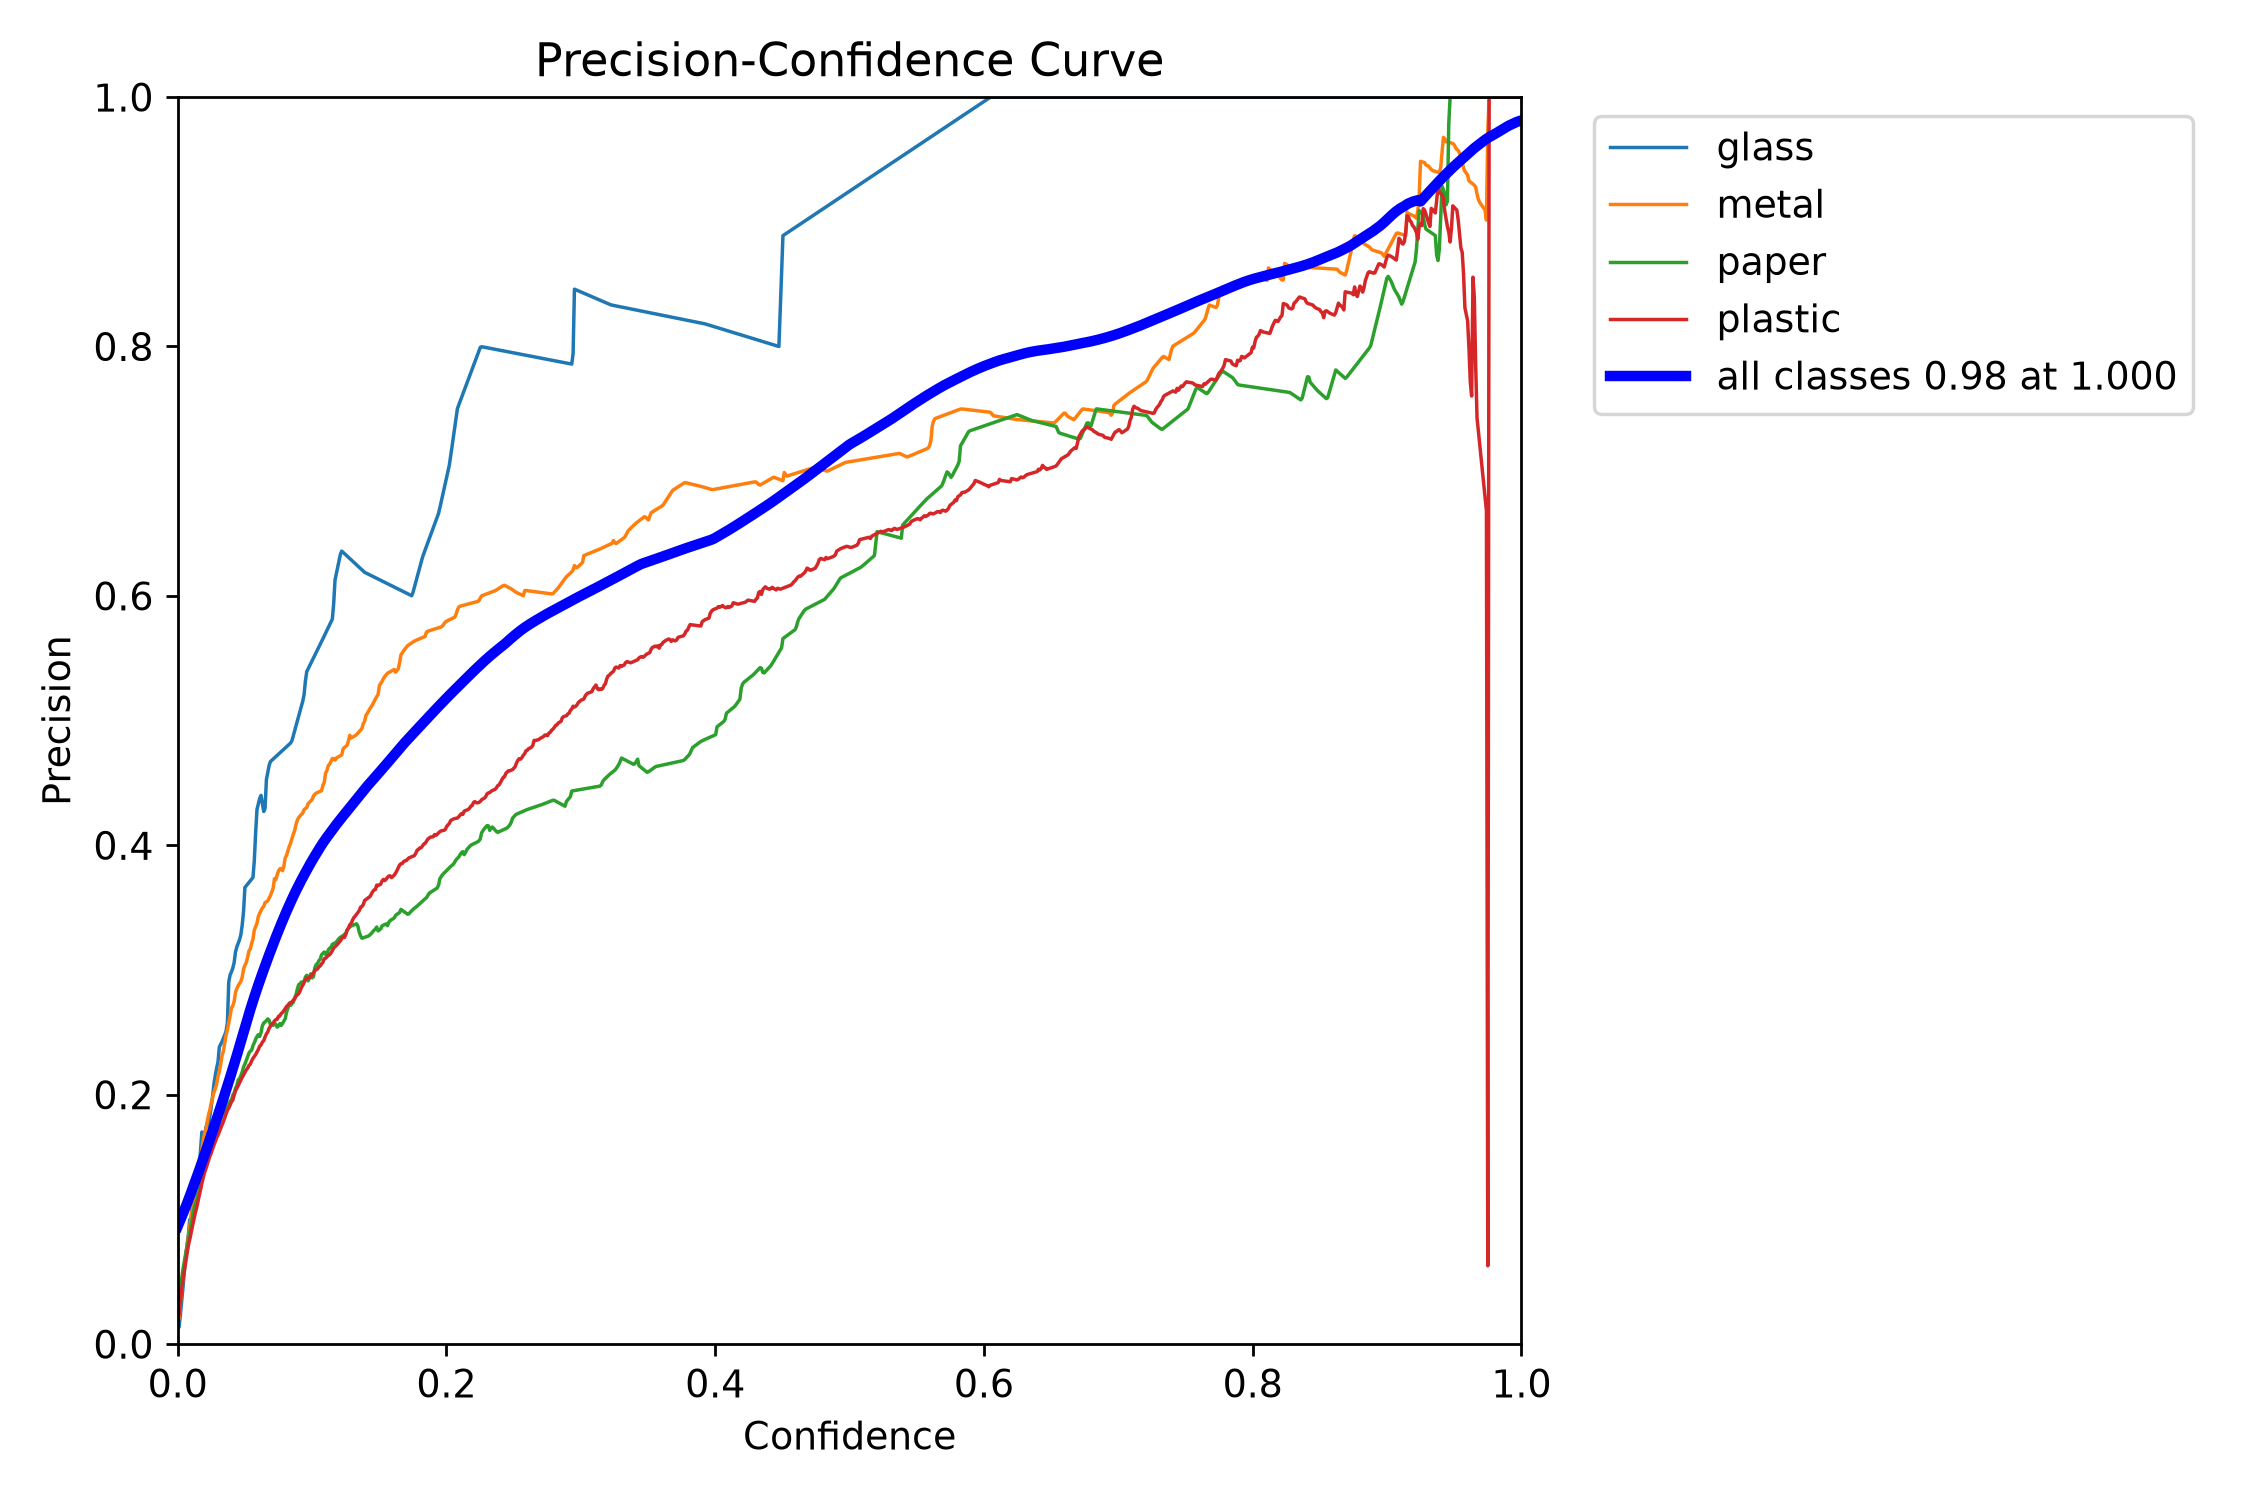 Precision-Confidence Curve
1.0
0.8
0.6
0.4
0.2
0.0
Precision
0.0 0.2 0.4 0.6 0.8 1.0
Confidence
glass
metal
paper
plastic
all classes 0.98 at 1.000